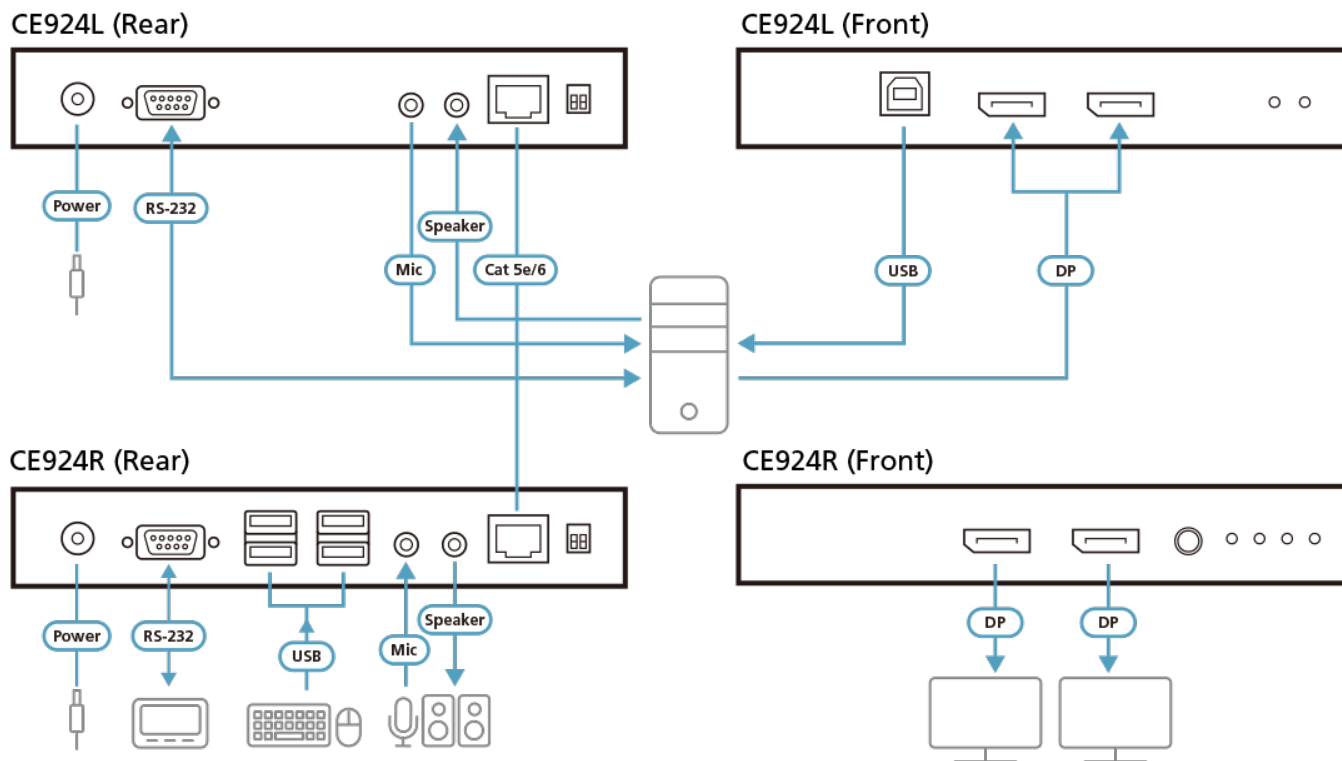 CE924L (Rear)
CE924L (Front)
Power
RS-232
Speaker
Mic
Cat 5e/6
USB
DP
CE924R (Rear)
CE924R (Front)
Power
RS-232
USB
Mic
Speaker
DP
DP